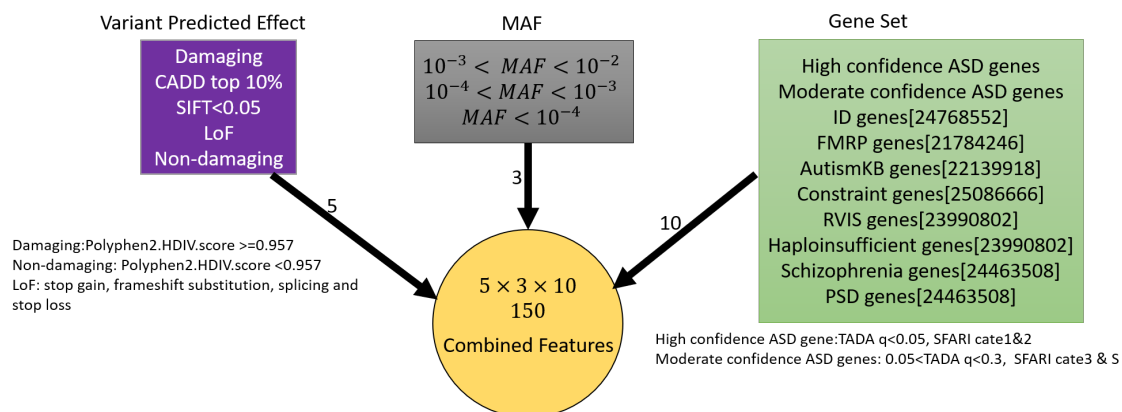 Variant Predicted Effect
Damaging
CADD top 10%
SIFT<0.05
LoF
Non-damaging
MAF
10⁻³ < MAF < 10⁻²
10⁻⁴ < MAF < 10⁻³
MAF < 10⁻⁴
Gene Set
High confidence ASD genes
Moderate confidence ASD genes
ID genes[24768552]
FMRP genes[21784246]
AutismKB genes[22139918]
Constraint genes[25086666]
RVIS genes[23990802]
Haploinsufficient genes[23990802]
Schizophrenia genes[24463508]
PSD genes[24463508]
5
3
10
Damaging:Polyphen2.HDIV.score >=0.957
Non-damaging: Polyphen2.HDIV.score <0.957
LoF: stop gain, frameshift substitution, splicing and
stop loss
5 × 3 × 10
150
Combined Features
High confidence ASD gene:TADA q<0.05, SFARI cate1&2
Moderate confidence ASD genes: 0.05<TADA q<0.3, SFARI cate3 & S